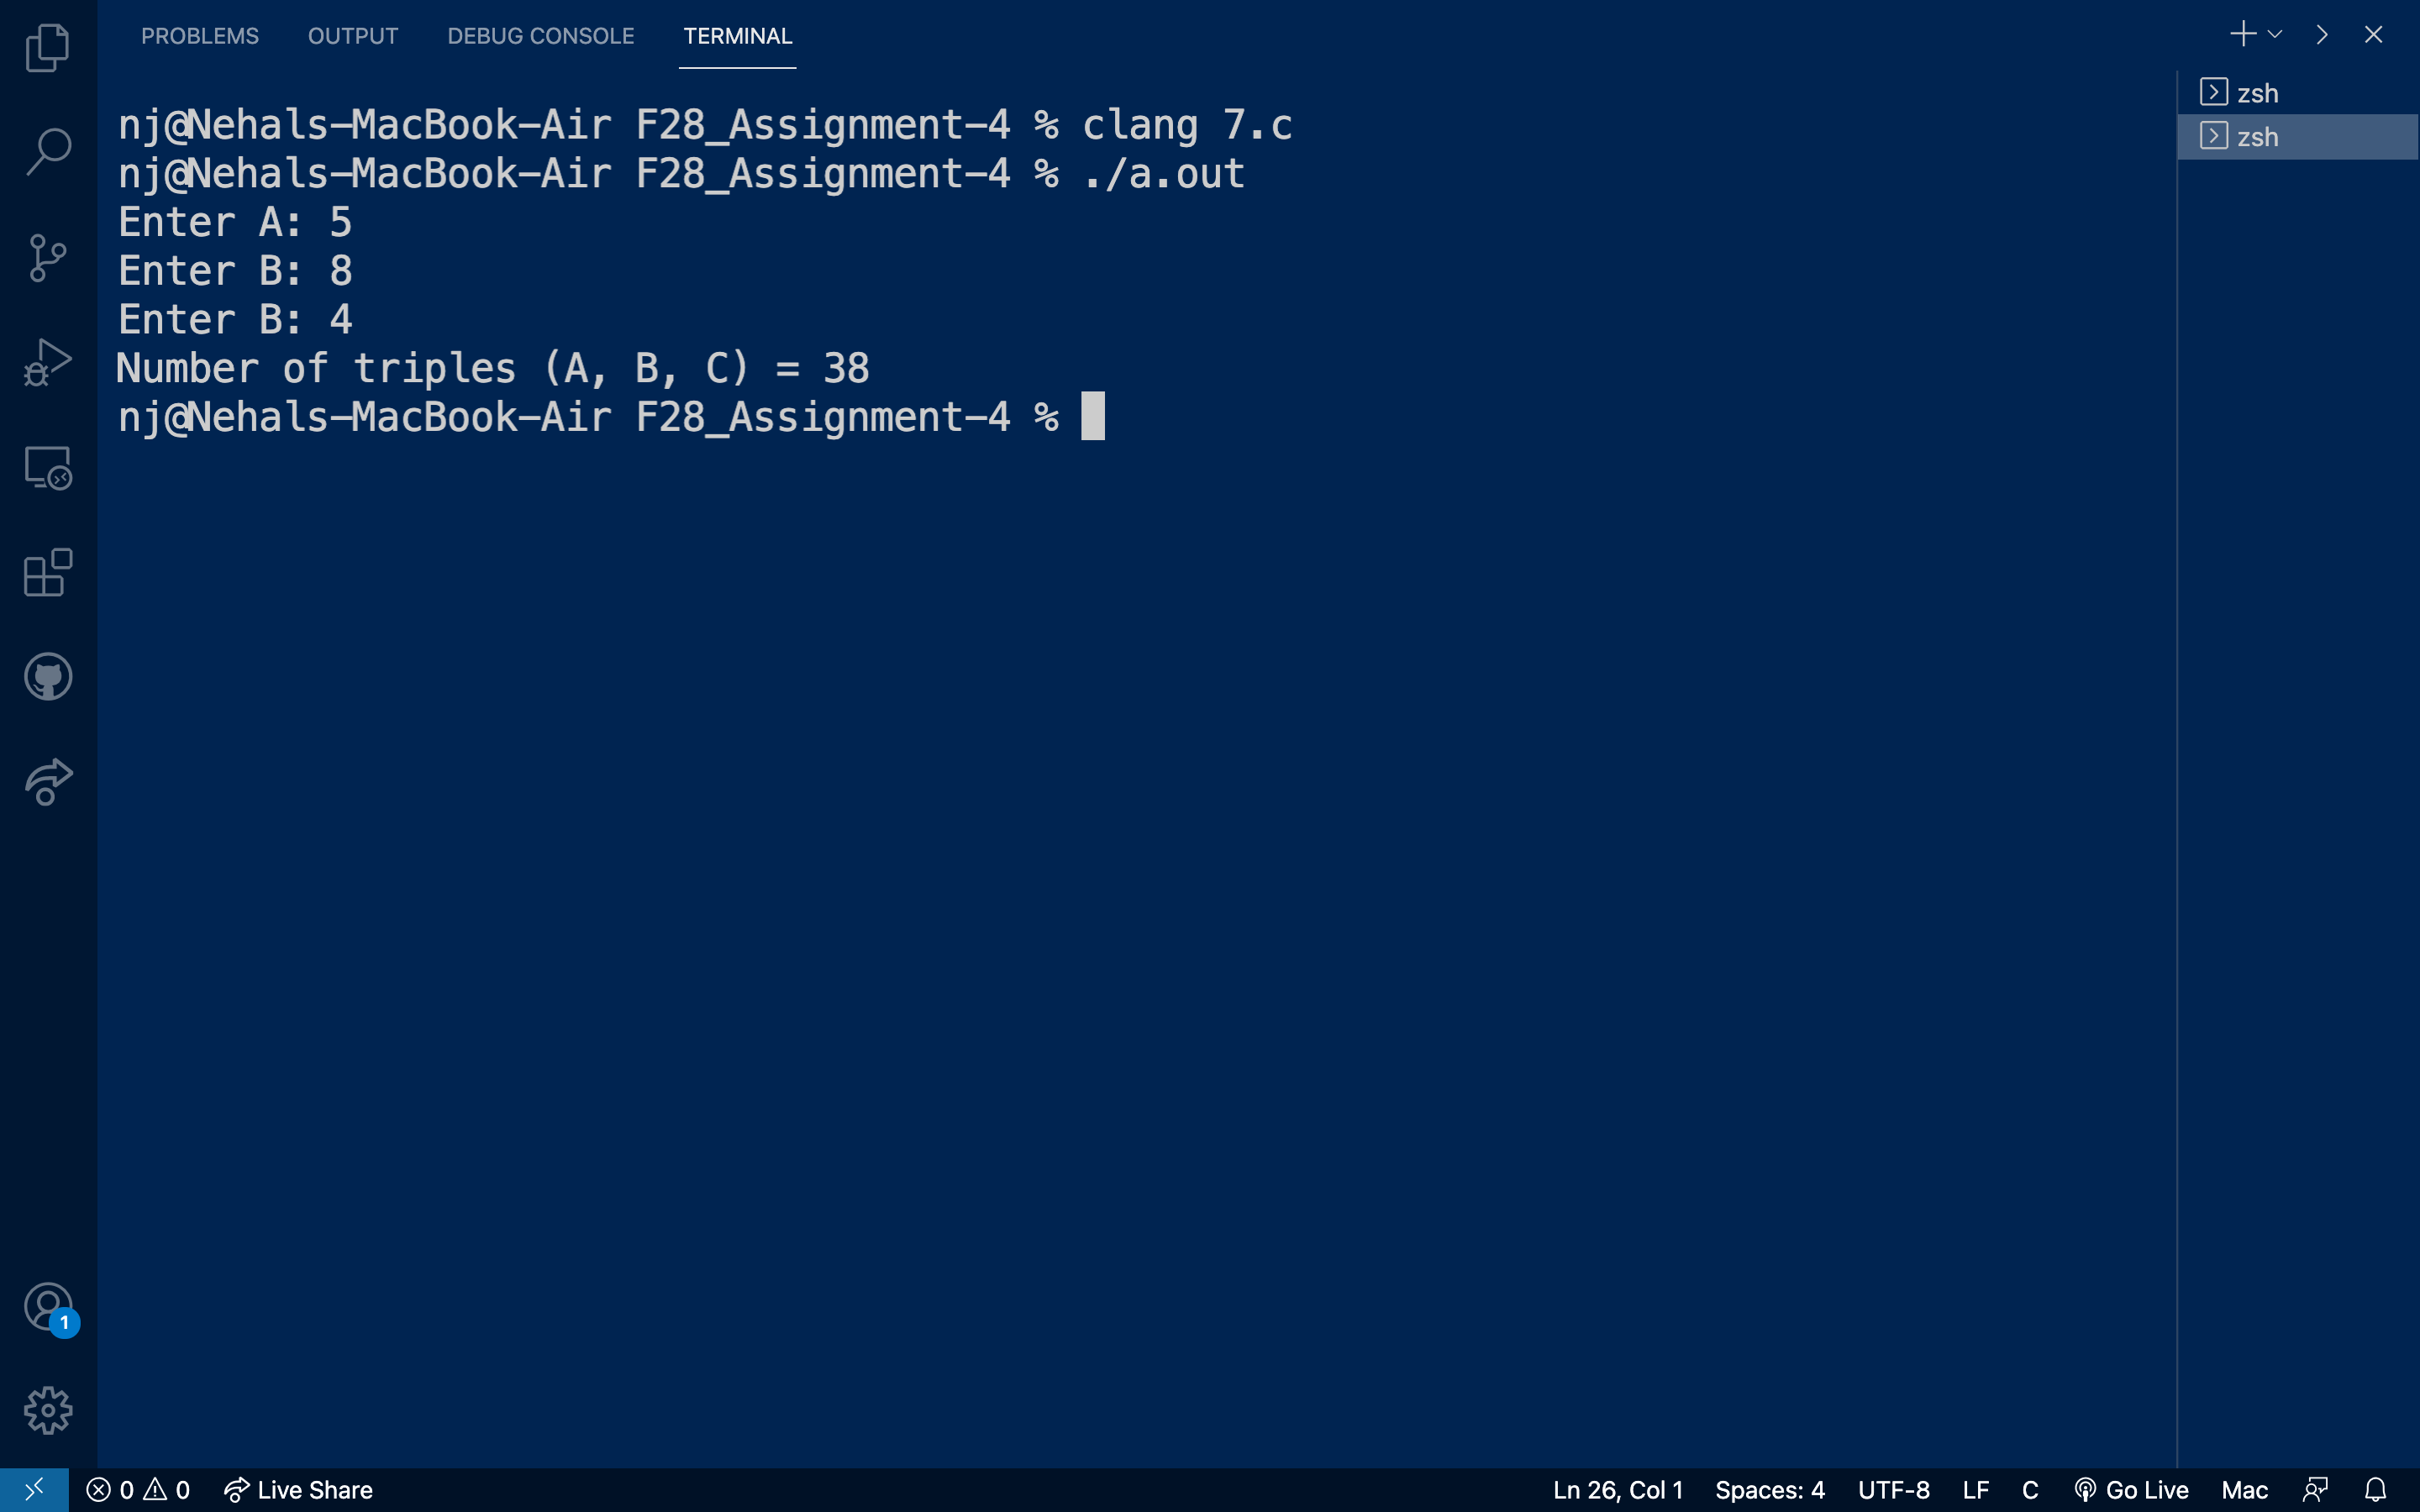 PROBLEMS OUTPUT DEBUG CONSOLE TERMINAL
nj@Nehals-MacBook-Air F28_Assignment-4 % clang 7.c
nj@Nehals-MacBook-Air F28_Assignment-4 % ./a.out
Enter A: 5
Enter B: 8
Enter B: 4
Number of triples (A, B, C) = 38
nj@Nehals-MacBook-Air F28_Assignment-4 %
zsh
zsh
1
0 0 Live Share Ln 26, Col 1 Spaces: 4 UTF-8 LF C Go Live Mac